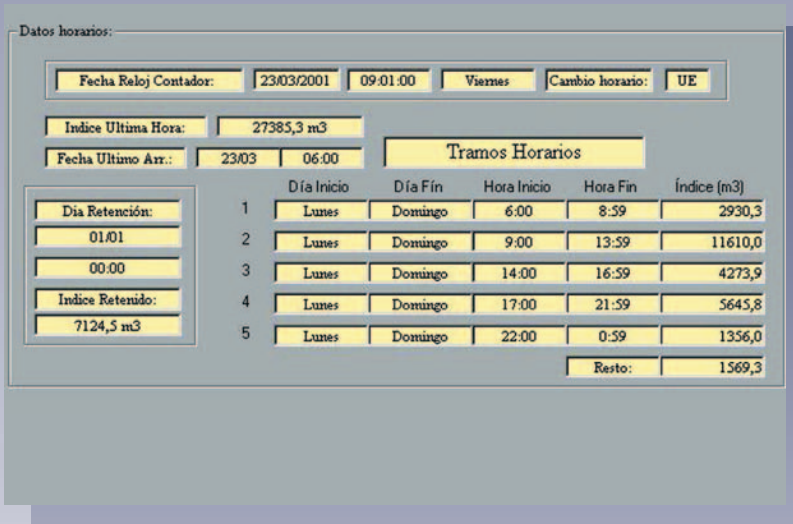 Datos horarios:
Fecha Reloj Contador: 23/03/2001 09:01:00 Viernes Cambio horario: UE
Indice Ultima Hora: 27385,3 m3
Fecha Ultimo Arr.: 23/03 06:00
Tramos Horarios
Día Inicio Día Fín Hora Inicio Hora Fin Índice (m3)
Dia Retención:
01/01
00:00
Indice Retenido:
7124,5 m3
1 Lunes Domingo 6:00 8:59 2930,3
2 Lunes Domingo 9:00 13:59 11610,0
3 Lunes Domingo 14:00 16:59 4273,9
4 Lunes Domingo 17:00 21:59 5645,8
5 Lunes Domingo 22:00 0:59 1356,0
Resto: 1569,3